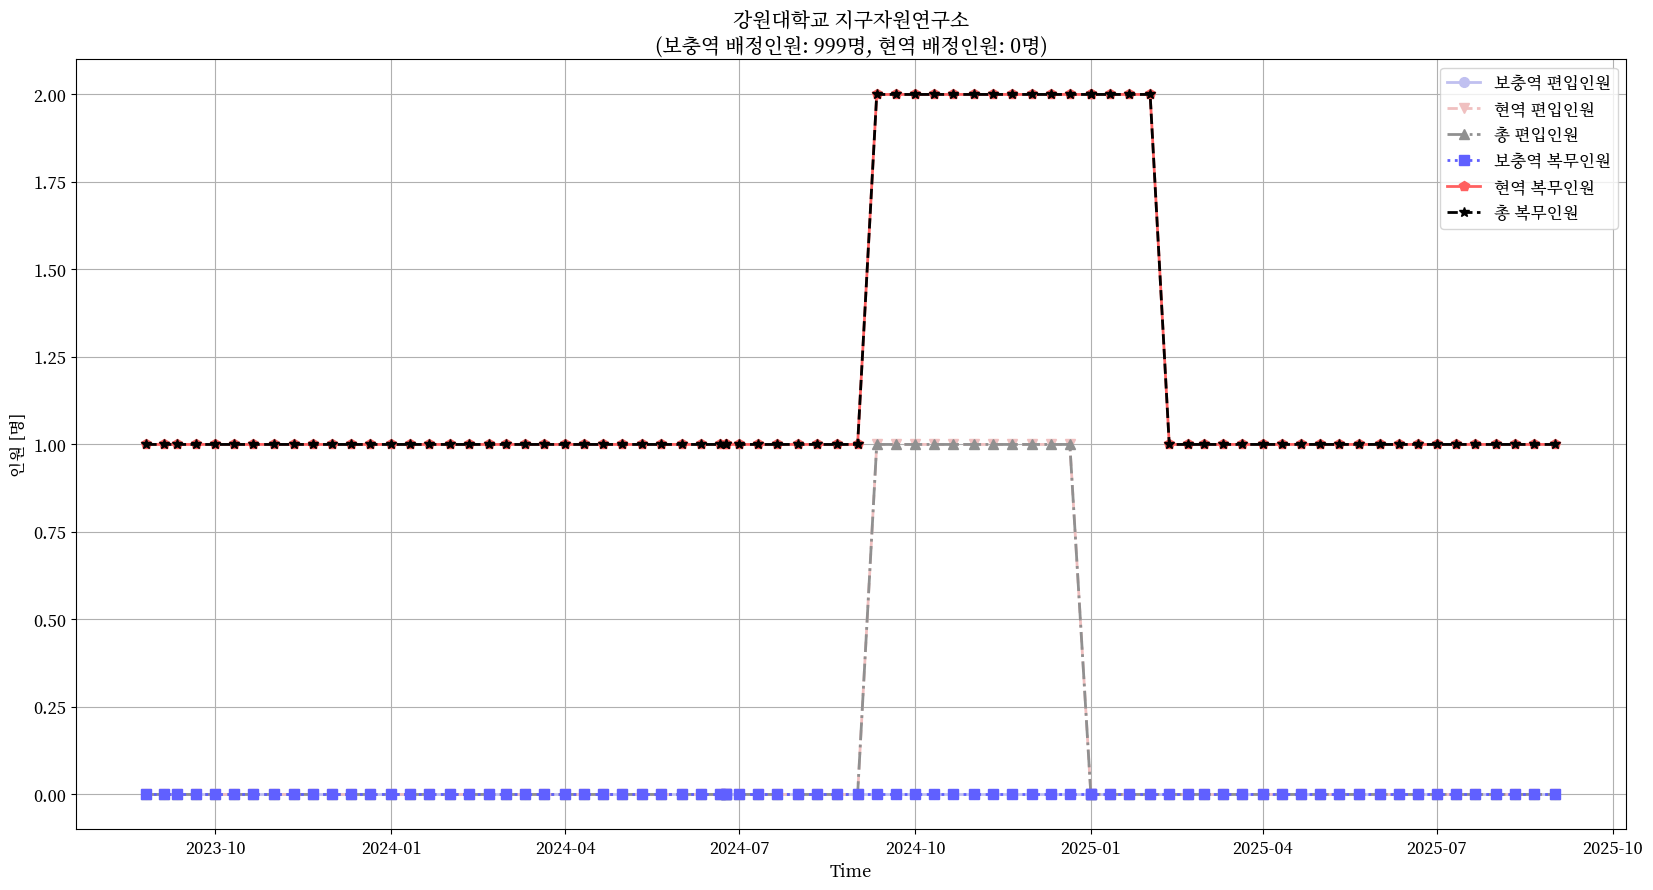 강원대학교 지구자원연구소
(보충역 배정인원: 999명, 현역 배정인원: 0명)
보충역 편입인원
현역 편입인원
총 편입인원
보충역 복무인원
현역 복무인원
총 복무인원
인원 [명]
2.00
1.75
1.50
1.25
1.00
0.75
0.50
0.25
0.00
2023-10
2024-01
2024-04
2024-07
2024-10
2025-01
2025-04
2025-07
2025-10
Time